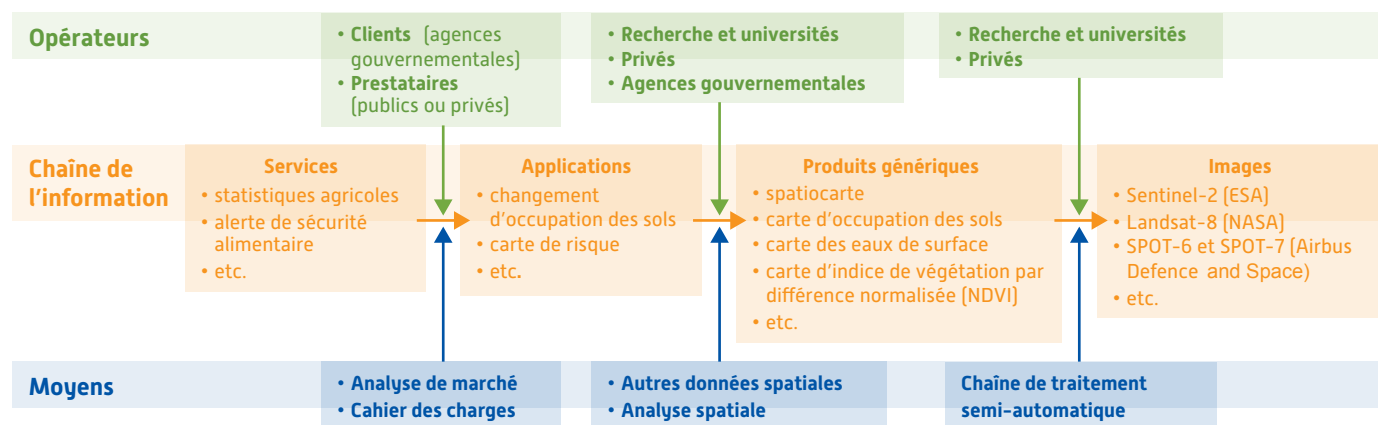 Opérateurs
• Clients (agences
gouvernementales)
• Prestataires
(publics ou privés)
• Recherche et universités
• Privés
• Agences gouvernementales
• Recherche et universités
• Privés
Chaîne de
l’information
Services
• statistiques agricoles
• alerte de sécurité
alimentaire
• etc.
Applications
• changement
d’occupation des sols
• carte de risque
• etc.
Produits génériques
• spatiocarte
• carte d’occupation des sols
• carte des eaux de surface
• carte d’indice de végétation par
différence normalisée (NDVI)
• etc.
Images
• Sentinel-2 (ESA)
• Landsat-8 (NASA)
• SPOT-6 et SPOT-7 (Airbus
Defence and Space)
• etc.
Moyens
• Analyse de marché
• Cahier des charges
• Autres données spatiales
• Analyse spatiale
Chaîne de traitement
semi-automatique